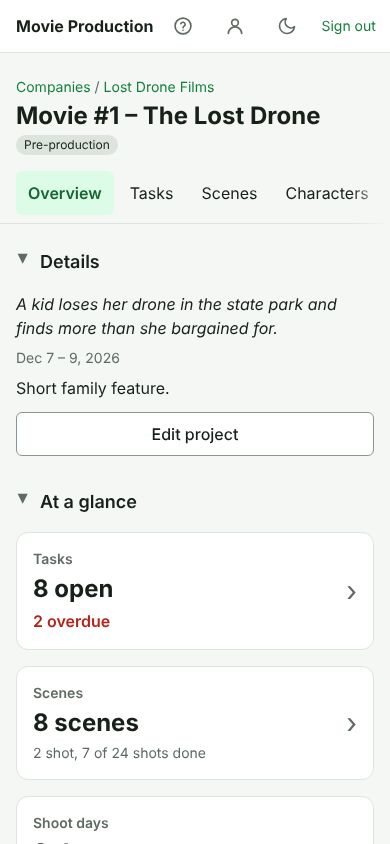 Movie Production
Sign out
Companies / Lost Drone Films
Movie #1 – The Lost Drone
Pre-production
Overview Tasks Scenes Characters
Details
A kid loses her drone in the state park and
finds more than she bargained for.
Dec 7 – 9, 2026
Short family feature.
Edit project
At a glance
Tasks
8 open
2 overdue
Scenes
8 scenes
2 shot, 7 of 24 shots done
Shoot days